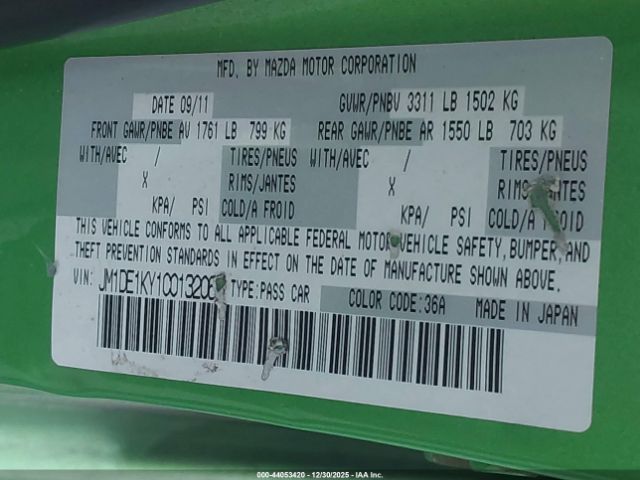 MFD. BY MAZDA MOTOR CORPORATION
DATE 09/11 GVWR/PNBV 3311 LB 1502 KG
FRONT GAWR/PNBE AV 1761 LB 799 KG REAR GAWR/PNBE AR 1550 LB 703 KG
WITH/AVEC / TIRES/PNEUS WITH/AVEC / TIRES/PNEUS
X RIMS/JANTES X RIMS/JANTES
KPA/ PSI COLD/A FROID KPA/ PSI COLD/A FROID
THIS VEHICLE CONFORMS TO ALL APPLICABLE FEDERAL MOTOR VEHICLE SAFETY, BUMPER, AND
THEFT PREVENTION STANDARDS IN EFFECT ON THE DATE OF MANUFACTURE SHOWN ABOVE.
VIN: TYPE:PASS CAR COLOR CODE:36A MADE IN JAPAN
000-44053420 - 12/30/2025 - IAA Inc.